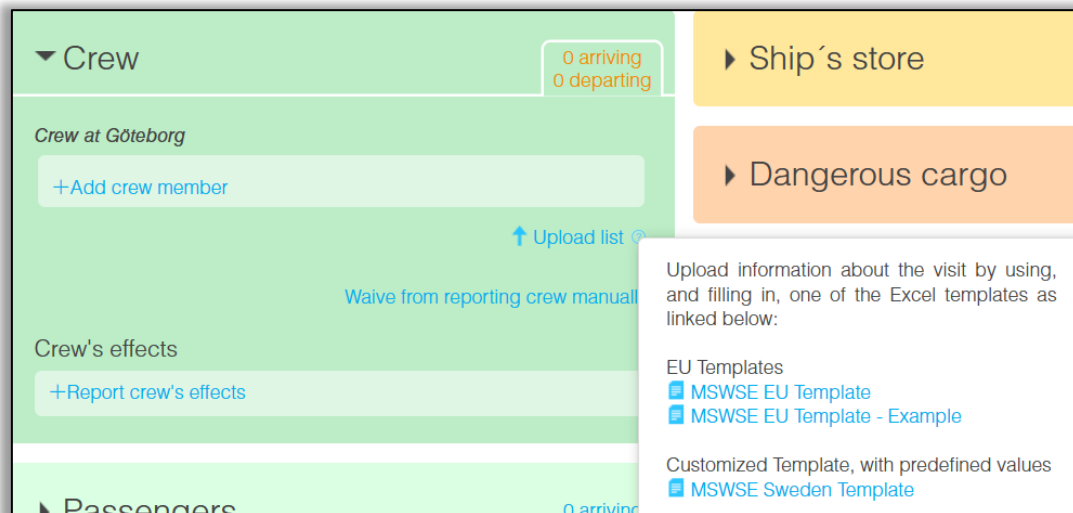 Crew
0 arriving
0 departing
Crew at Göteborg
+Add crew member
Upload list
Waive from reporting crew manuall
Crew's effects
+Report crew's effects
Passengers
0 arriving
Ship´s store
Dangerous cargo
Upload information about the visit by using,
and filling in, one of the Excel templates as
linked below:
EU Templates
MSWSE EU Template
MSWSE EU Template - Example
Customized Template, with predefined values
MSWSE Sweden Template